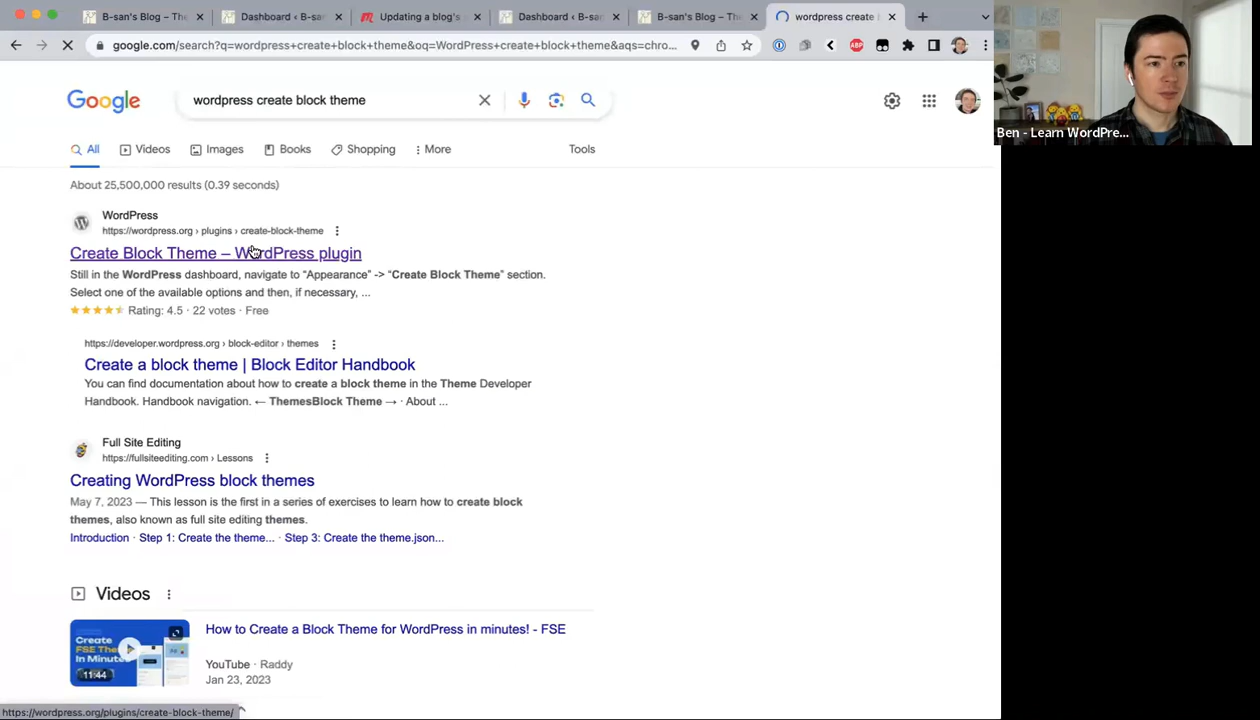 B-san's Blog – The
Dashboard ‹ B-san
Updating a blog's
Dashboard ‹ B-san
B-san's Blog – The
wordpress create
google.com/search?q=wordpress+create+block+theme&oq=WordPress+create+block+theme&aqs=chro...
ABP
Google
wordpress create block theme
All
Videos
Images
Books
Shopping
More
Tools
About 25,500,000 results (0.39 seconds)
WordPress
https://wordpress.org › plugins › create-block-theme
Create Block Theme – WordPress plugin
Still in the WordPress dashboard, navigate to “Appearance” -> “Create Block Theme” section.
Select one of the available options and then, if necessary, ...
Rating: 4.5 · 22 votes · Free
https://developer.wordpress.org › block-editor › themes
Create a block theme | Block Editor Handbook
You can find documentation about how to create a block theme in the Theme Developer
Handbook. Handbook navigation. ← ThemesBlock Theme → · About ...
Full Site Editing
https://fullsiteediting.com › Lessons
Creating WordPress block themes
May 7, 2023 — This lesson is the first in a series of exercises to learn how to create block
themes, also known as full site editing themes.
Introduction · Step 1: Create the theme... · Step 3: Create the theme.json...
Videos
Create
FSE The
In Minut
11:44
How to Create a Block Theme for WordPress in minutes! - FSE
YouTube · Raddy
Jan 23, 2023
https://wordpress.org/plugins/create-block-theme/
Ben - Learn WordPre...